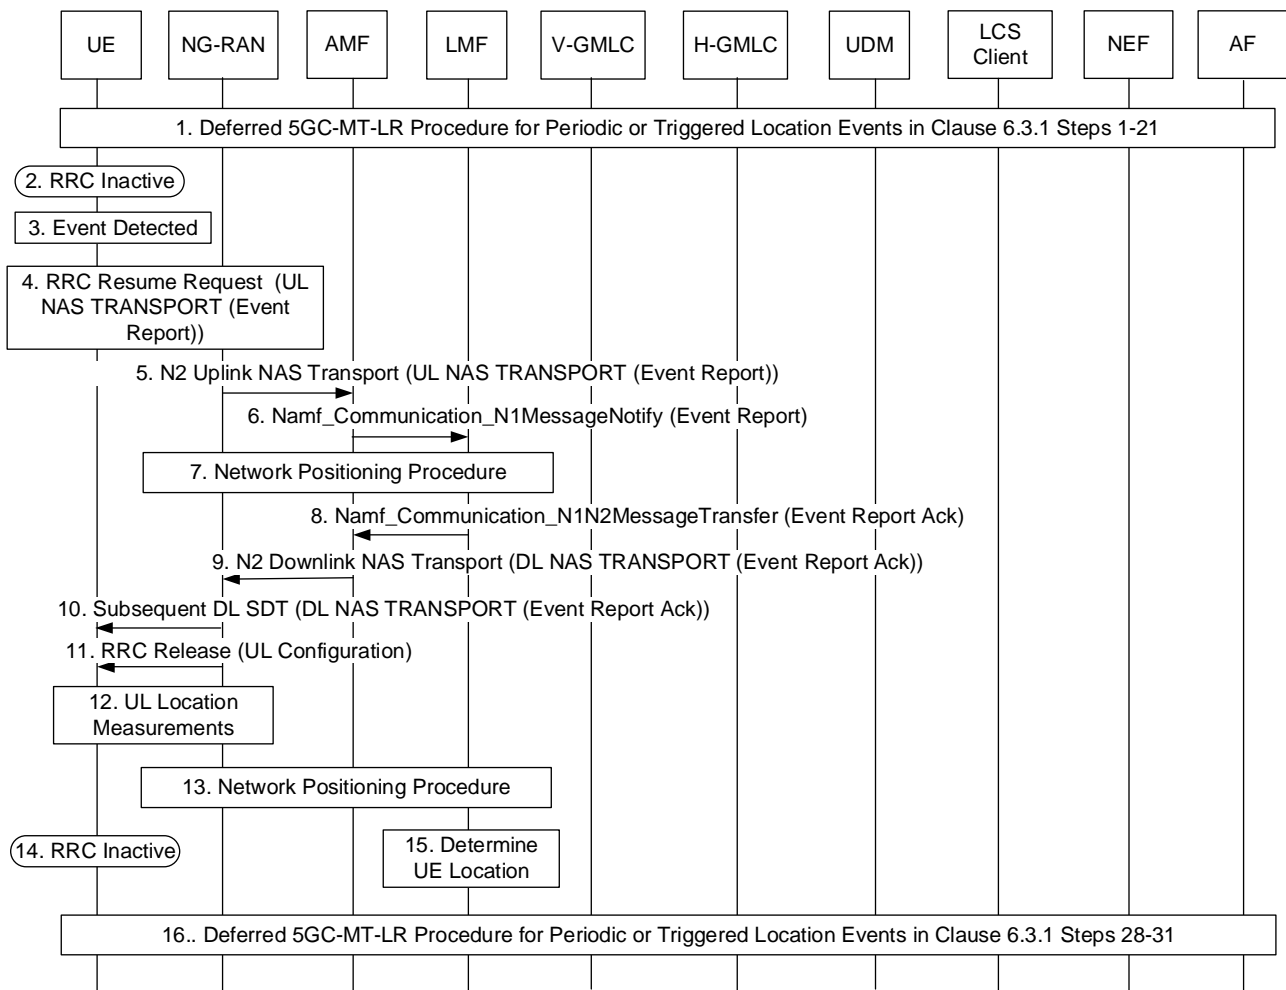 UE NG-RAN AMF LMF V-GMLC H-GMLC UDM LCS Client NEF AF
1. Deferred 5GC-MT-LR Procedure for Periodic or Triggered Location Events in Clause 6.3.1 Steps 1-21
2. RRC Inactive
3. Event Detected
4. RRC Resume Request (UL
NAS TRANSPORT (Event
Report))
5. N2 Uplink NAS Transport (UL NAS TRANSPORT (Event Report))
6. Namf_Communication_N1MessageNotify (Event Report)
7. Network Positioning Procedure
8. Namf_Communication_N1N2MessageTransfer (Event Report Ack)
9. N2 Downlink NAS Transport (DL NAS TRANSPORT (Event Report Ack))
10. Subsequent DL SDT (DL NAS TRANSPORT (Event Report Ack))
11. RRC Release (UL Configuration)
12. UL Location
Measurements
13. Network Positioning Procedure
14. RRC Inactive
15. Determine
UE Location
16.. Deferred 5GC-MT-LR Procedure for Periodic or Triggered Location Events in Clause 6.3.1 Steps 28-31